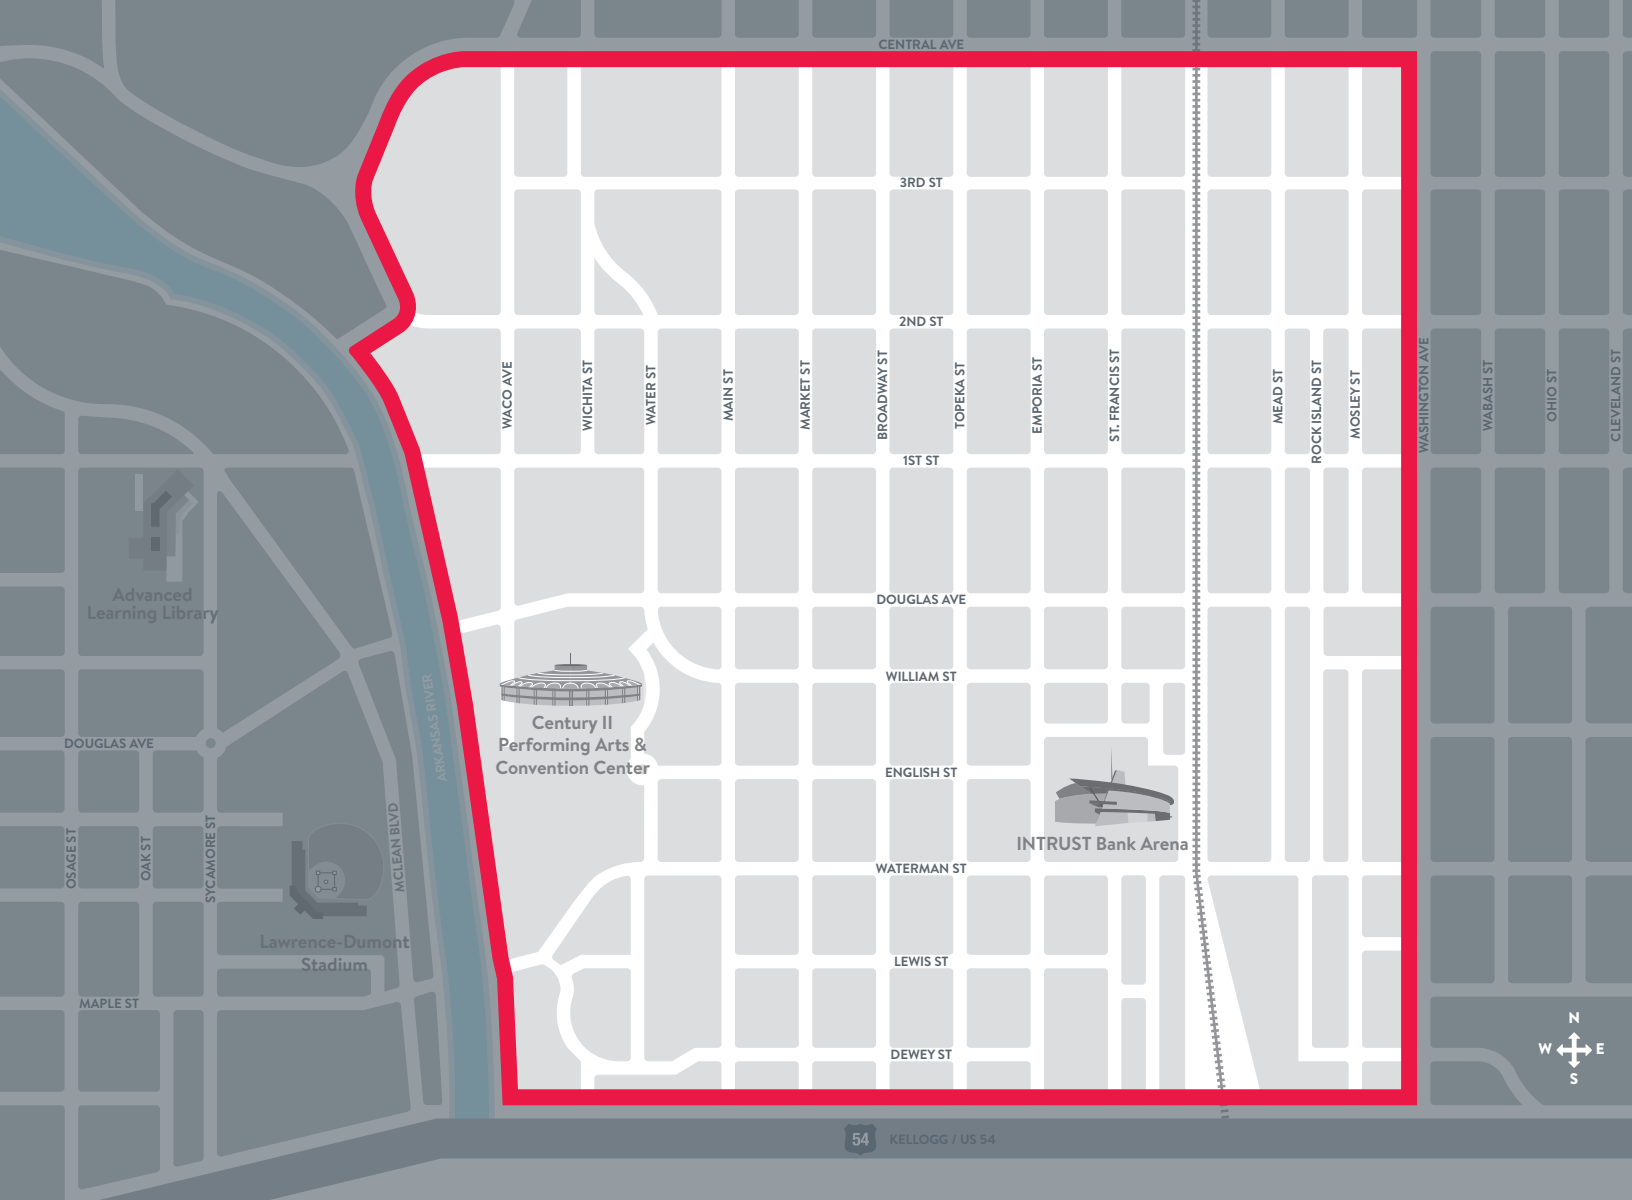 CENTRAL AVE
3RD ST
2ND ST
WACO AVE
WICHITA ST
WATER ST
MAIN ST
MARKET ST
BROADWAY ST
TOPEKA ST
EMPORIA ST
ST. FRANCIS ST
MEAD ST
ROCK ISLAND ST
MOSLEY ST
WASHINGTON AVE
WABASH ST
OHIO ST
CLEVELAND ST
1ST ST
Advanced
Learning Library
DOUGLAS AVE
WILLIAM ST
ARKANSAS RIVER
Century II
Performing Arts &
Convention Center
DOUGLAS AVE
ENGLISH ST
INTRUST Bank Arena
OSAGE ST
OAK ST
SYCAMORE ST
MCLEAN BLVD
WATERMAN ST
Lawrence-Dumont
Stadium
LEWIS ST
MAPLE ST
DEWEY ST
N
W E
S
54 KELLOGG / US 54